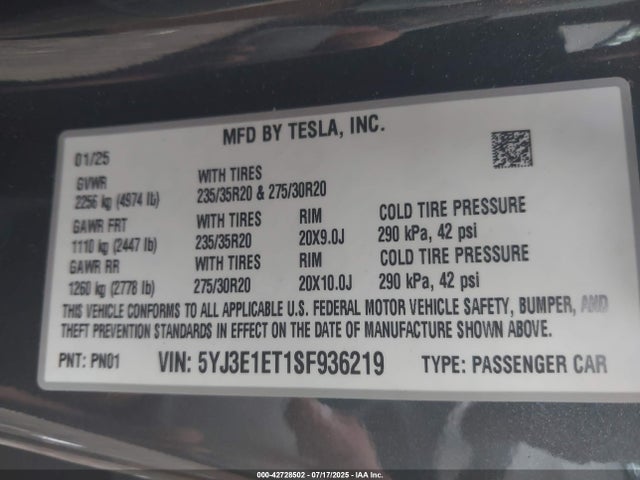 MFD BY TESLA, INC.
01/25
GVWR
2256 kg (4974 lb)
WITH TIRES
235/35R20 & 275/30R20
GAWR FRT
1110 kg (2447 lb)
WITH TIRES
235/35R20
RIM
20X9.0J
COLD TIRE PRESSURE
290 kPa, 42 psi
GAWR RR
1260 kg (2778 lb)
WITH TIRES
275/30R20
RIM
20X10.0J
COLD TIRE PRESSURE
290 kPa, 42 psi
THIS VEHICLE CONFORMS TO ALL APPLICABLE U.S. FEDERAL MOTOR VEHICLE SAFETY, BUMPER, AND
THEFT PREVENTION STANDARDS IN EFFECT ON THE DATE OF MANUFACTURE SHOWN ABOVE.
PNT: PN01 VIN: 5YJ3E1ET1SF936219 TYPE: PASSENGER CAR
000-42728502 - 07/17/2025 - IAA Inc.